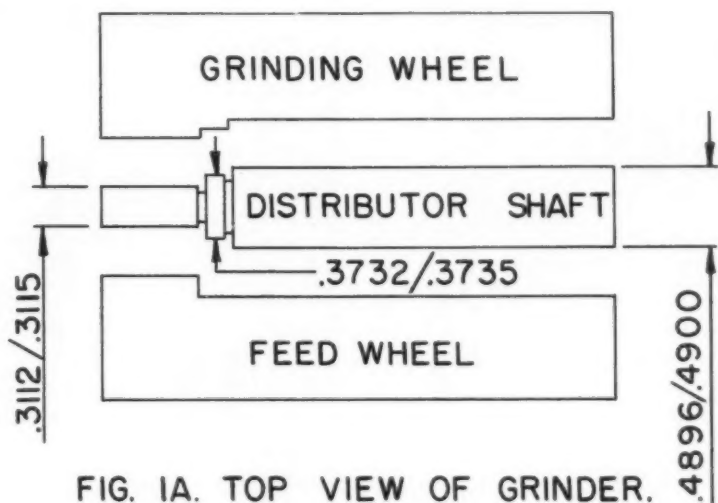 GRINDING WHEEL
DISTRIBUTOR SHAFT
.3732/.3735
.3112/.3115
FEED WHEEL
.4896/.4900
FIG. 1A. TOP VIEW OF GRINDER.